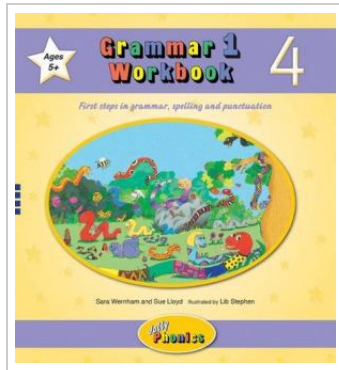 Ages
5+
Grammar 1
Workbook
4
First steps in grammar, spelling and punctuation
Sara Wernham and Sue Lloyd Illustrated by Lib Stephen
Jolly
Phonics